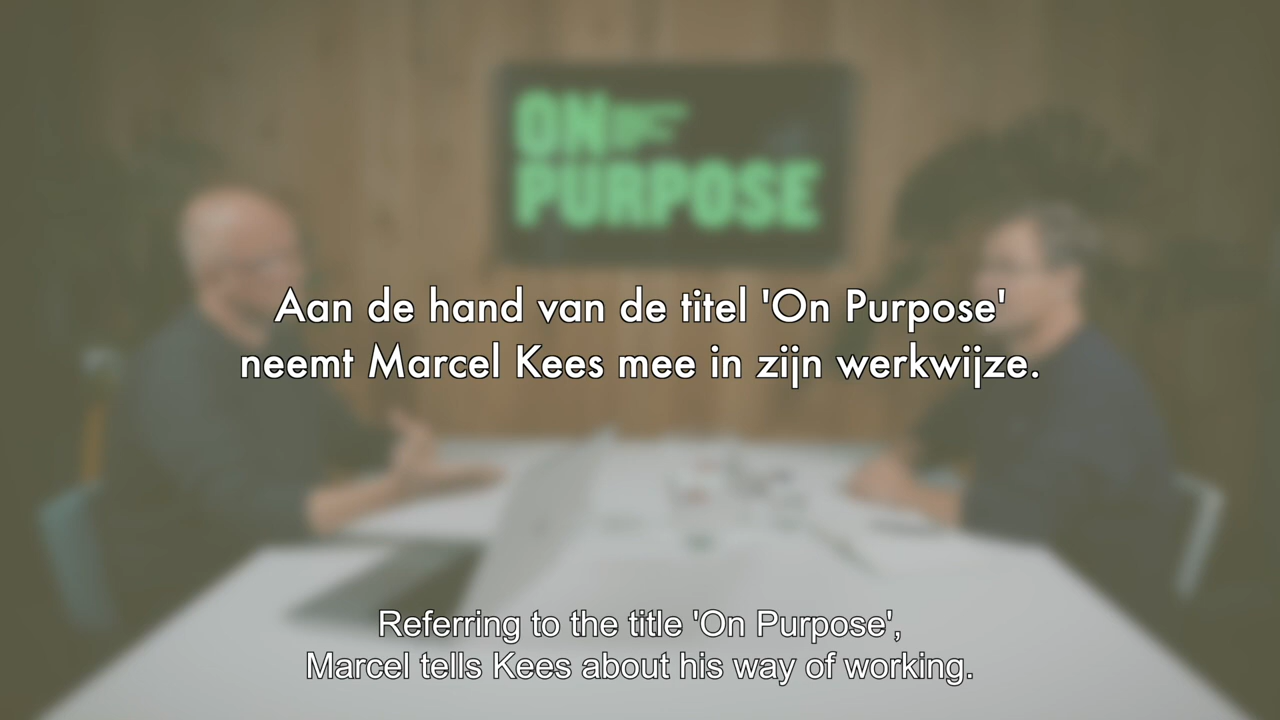 ON
PURPOSE
Aan de hand van de titel 'On Purpose'
neemt Marcel Kees mee in zijn werkwijze.
Referring to the title 'On Purpose',
Marcel tells Kees about his way of working.